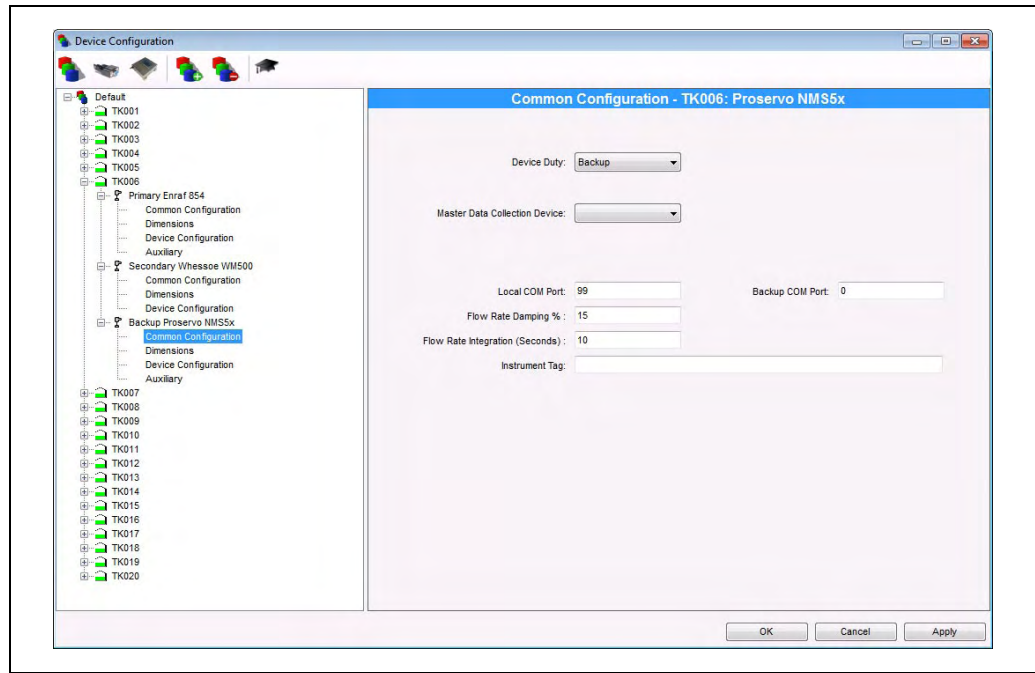 Device Configuration
Default
TK001
TK002
TK003
TK004
TK005
TK006
Primary Enraf 854
Common Configuration
Dimensions
Device Configuration
Auxiliary
Secondary Whessoe WM500
Common Configuration
Dimensions
Device Configuration
Backup Proservo NMS5x
Common Configuration
Dimensions
Device Configuration
Auxiliary
TK007
TK008
TK009
TK010
TK011
TK012
TK013
TK014
TK015
TK016
TK017
TK018
TK019
TK020
Common Configuration - TK006: Proservo NMS5x
Device Duty: Backup
Master Data Collection Device:
Local COM Port: 99 Backup COM Port: 0
Flow Rate Damping % : 15
Flow Rate Integration (Seconds) : 10
Instrument Tag:
OK Cancel Apply